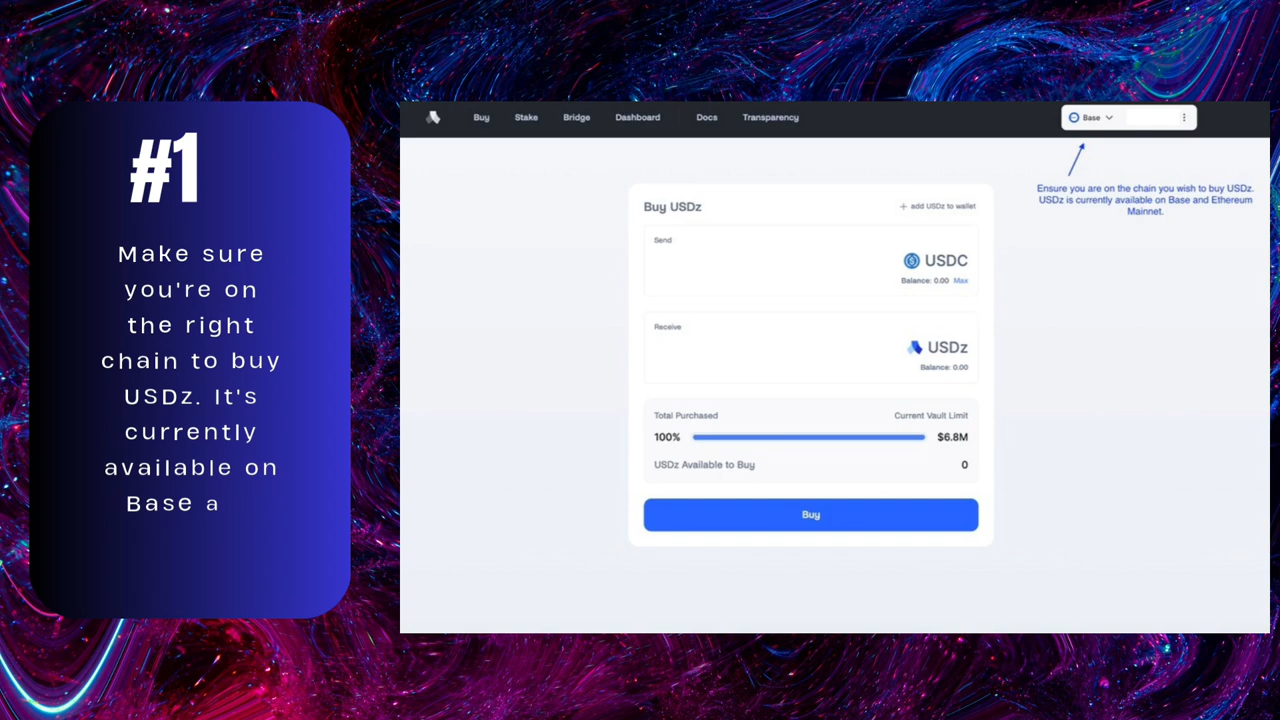 #1
Make sure
you're on
the right
chain to buy
USDz. It's
currently
available on
Base a
Buy Stake Bridge Dashboard Docs Transparency Base
Ensure you are on the chain you wish to buy USDz.
USDz is currently available on Base and Ethereum
Mainnet.
Buy USDz + add USDz to wallet
Send
USDC
Balance: 0.00 Max
Receive
USDz
Balance: 0.00
Total Purchased Current Vault Limit
100% $6.8M
USDz Available to Buy 0
Buy